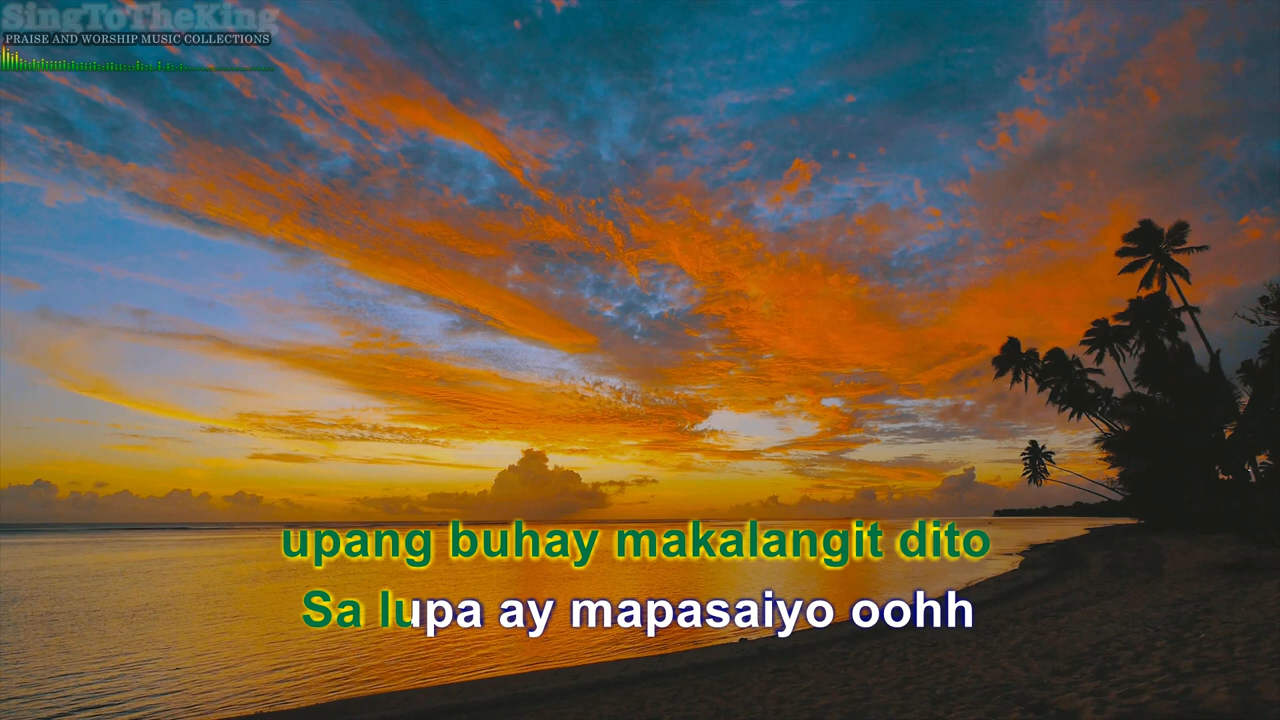 SingToTheKing
PRAISE AND WORSHIP MUSIC COLLECTIONS
upang buhay makalangit dito
Sa lupa ay mapasaiyo oohh